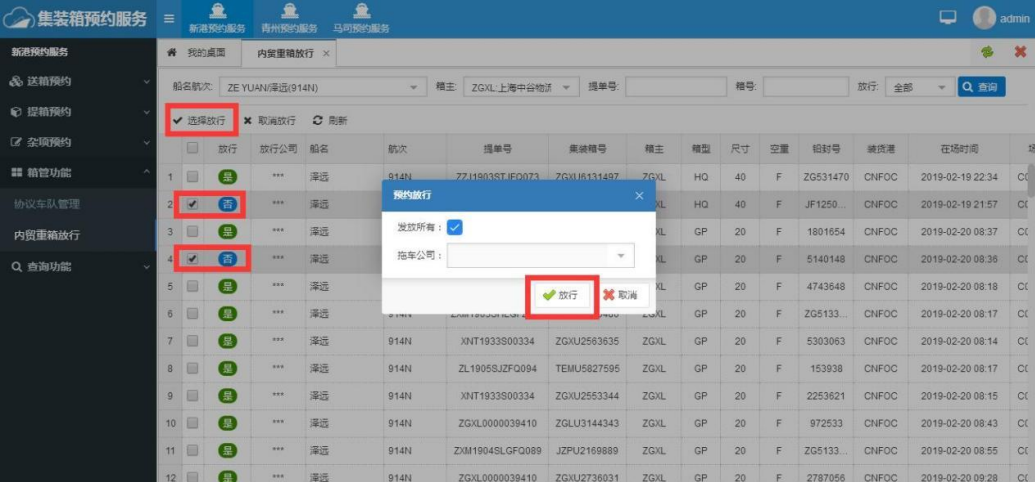 集装箱预约服务
新港预约服务 青州预约服务 马司预约服务 admin
新港预约服务
送箱预约
提箱预约
杂项预约
箱管功能
协议车队管理
内贸重箱放行
查询功能
我的桌面 内贸重箱放行 ×
船名航次: ZE YUAN/泽远(914N) 箱主: ZGXL:上海中谷物流 提单号: 箱号: 放行: 全部 查询
选择放行 取消放行 刷新
放行 放行公司 船名 航次 提单号 集装箱号 箱主 箱型 尺寸 空重 铅封号 装货港 在场时间
1 是 *** 泽远 914N ZZJ1903STJFQ073 ZGXU6131497 ZGXL HQ 40 F ZG531470 CNFOC 2019-02-19 22:34
2 否 *** 泽远 XL HQ 40 F JF1250... CNFOC 2019-02-19 21:57
3 是 *** 泽远 XL GP 20 F 1801654 CNFOC 2019-02-20 08:37
4 否 *** 泽远 XL GP 20 F 5140148 CNFOC 2019-02-20 08:36
5 是 *** 泽远 XL GP 20 F 4743648 CNFOC 2019-02-20 08:18
6 是 *** 泽远 914N ZGXL GP 20 F ZG5133... CNFOC 2019-02-20 08:17
7 是 *** 泽远 914N XNT1933S00334 ZGXU2563635 ZGXL GP 20 F 5303063 CNFOC 2019-02-20 08:14
8 是 *** 泽远 914N ZL1905SJZFQ094 TEMU5827595 ZGXL GP 20 F 153938 CNFOC 2019-02-20 08:17
9 是 *** 泽远 914N XNT1933S00334 ZGXU2553344 ZGXL GP 20 F 2253621 CNFOC 2019-02-20 08:15
10 是 *** 泽远 914N ZGXL0000039410 ZGLU3144343 ZGXL GP 20 F 972533 CNFOC 2019-02-20 08:43
11 是 *** 泽远 914N ZXM1904SLGFQ089 JZPU2169889 ZGXL GP 20 F ZG5133... CNFOC 2019-02-20 08:55
12 是 *** 泽远 914N ZGXL0000039410 ZGXU2736031 ZGXL GP 20 F 2787056 CNFOC 2019-02-20 09:28
预约放行 ×
发放所有:
拖车公司:
放行 取消